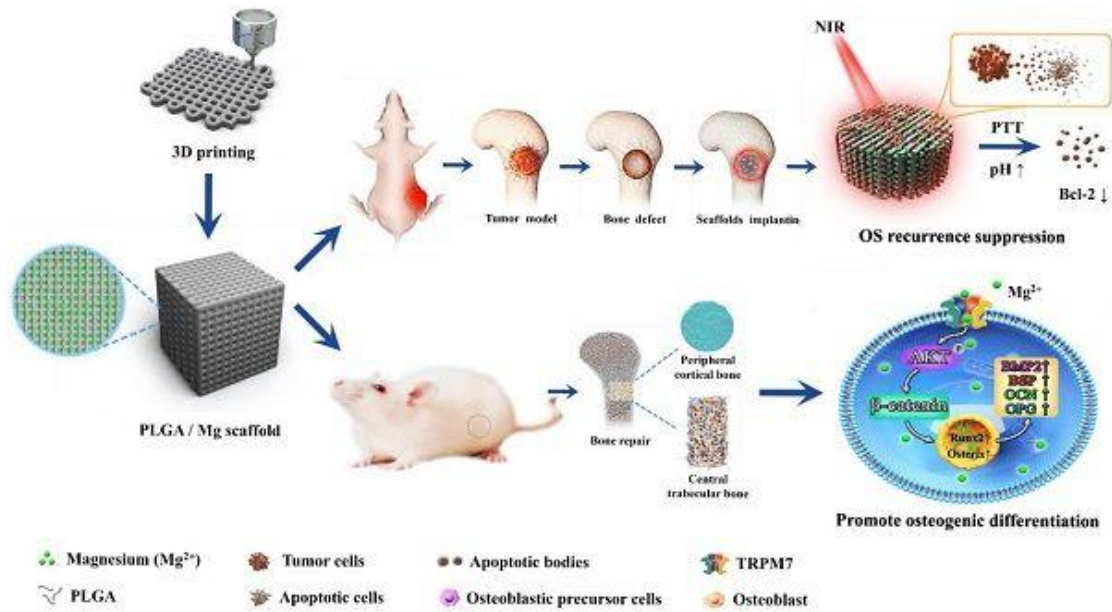 3D printing
PLGA / Mg scaffold
Tumor model
Bone defect
Scaffolds implantin
NIR
PTT
pH ↑
Bcl-2 ↓
OS recurrence suppression
Bone repair
Peripheral
cortical bone
Central
trabecular bone
Mg²⁺
AKT
P
β-catenin
Runx2↑
Osterix↑
BMP2↑
BSP ↑
OCN ↑
OPG ↑
Promote osteogenic differentiation
Magnesium (Mg²⁺)
Tumor cells
Apoptotic bodies
TRPM7
PLGA
Apoptotic cells
Osteoblastic precursor cells
Osteoblast